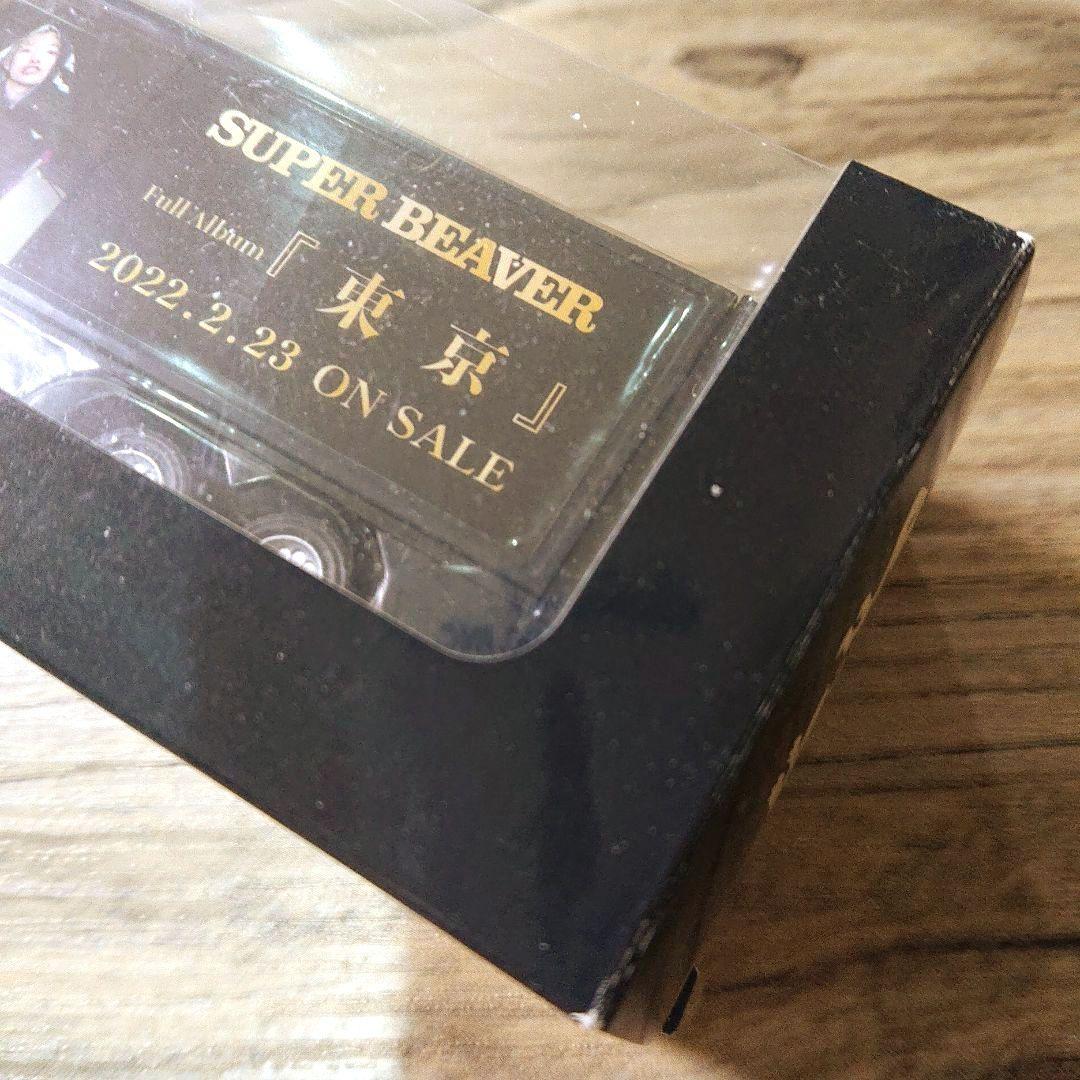 SUPER BEAVER
Full Album『東京』
2022.2.23 ON SALE